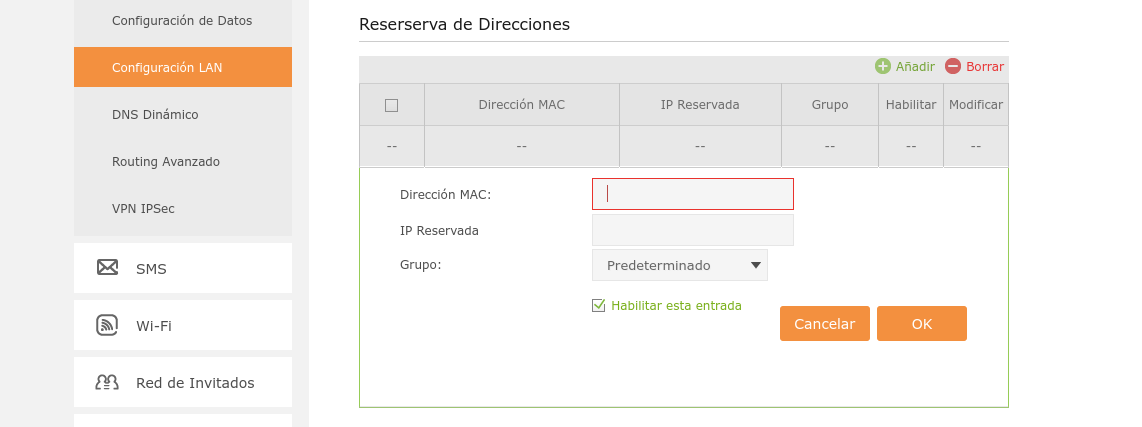 Configuración de Datos
Configuración LAN
DNS Dinámico
Routing Avanzado
VPN IPSec
SMS
Wi-Fi
Red de Invitados
Reserserva de Direcciones
Añadir Borrar
Dirección MAC IP Reservada Grupo Habilitar Modificar
-- -- -- -- -- --
Dirección MAC:
IP Reservada
Grupo: Predeterminado
Habilitar esta entrada
Cancelar OK